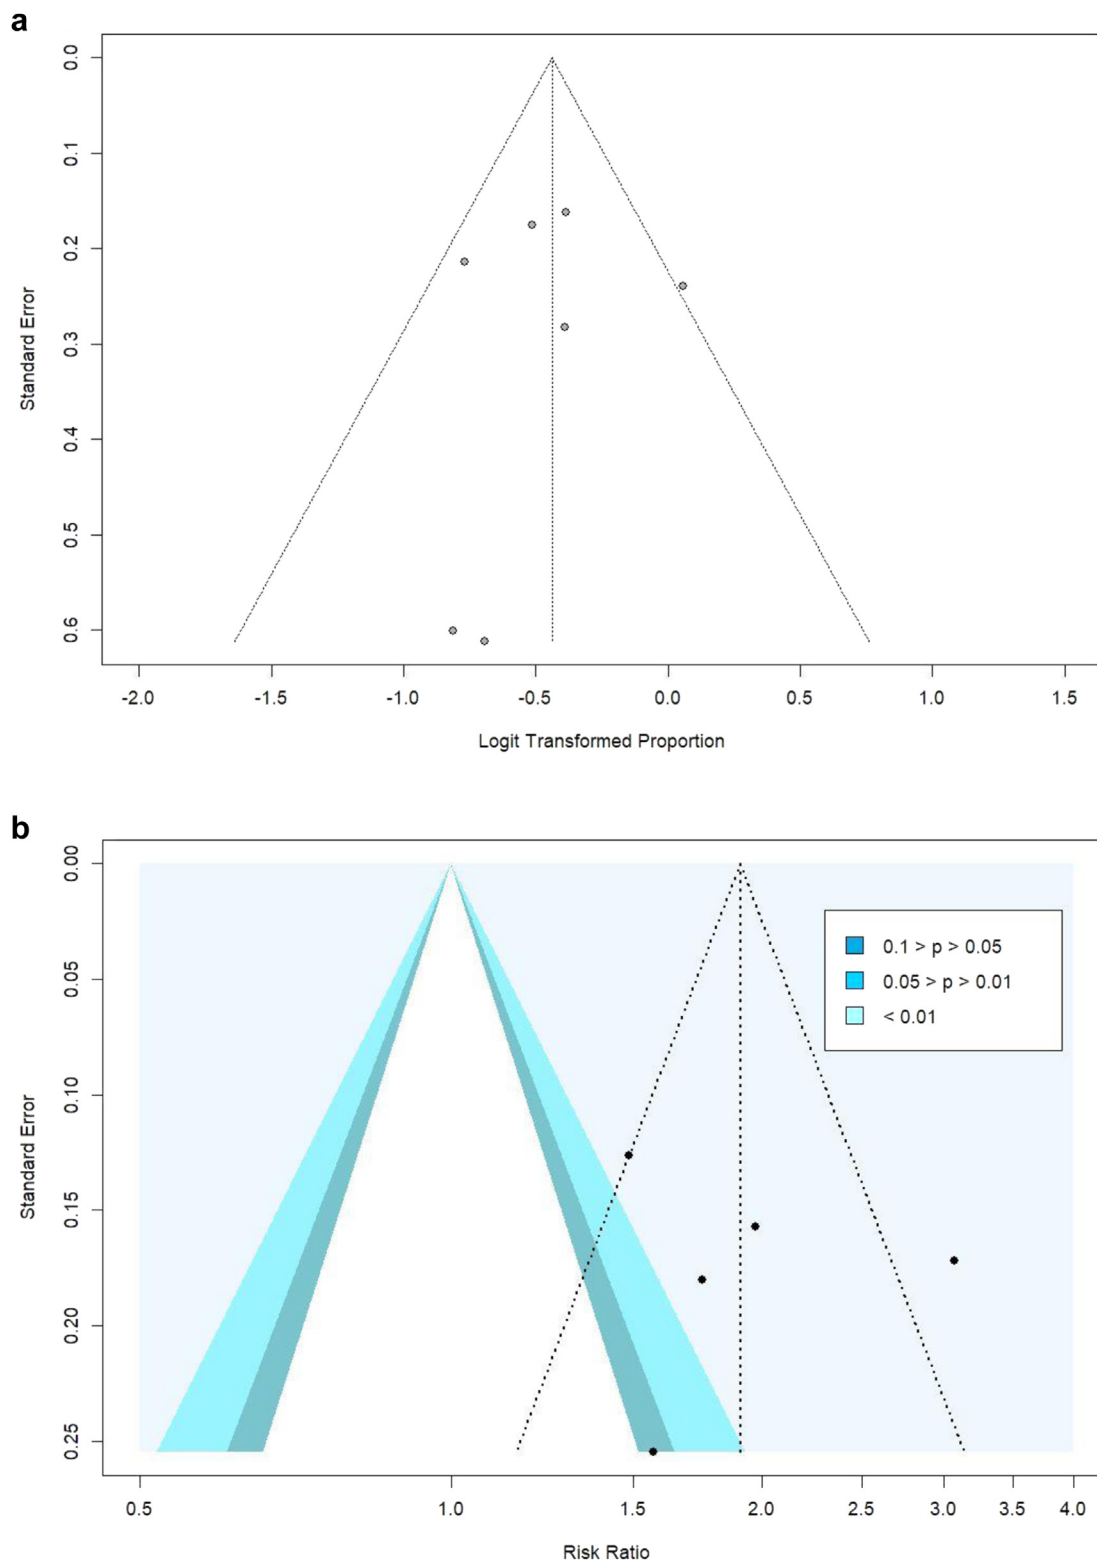 a
0.0
0.1
0.2
0.3
0.4
0.5
0.6
Standard Error
-2.0 -1.5 -1.0 -0.5 0.0 0.5 1.0 1.5
Logit Transformed Proportion
b
0.00
0.05
0.10
0.15
0.20
0.25
Standard Error
0.1 > p > 0.05
0.05 > p > 0.01
< 0.01
0.5 1.0 1.5 2.0 2.5 3.0 3.5 4.0
Risk Ratio